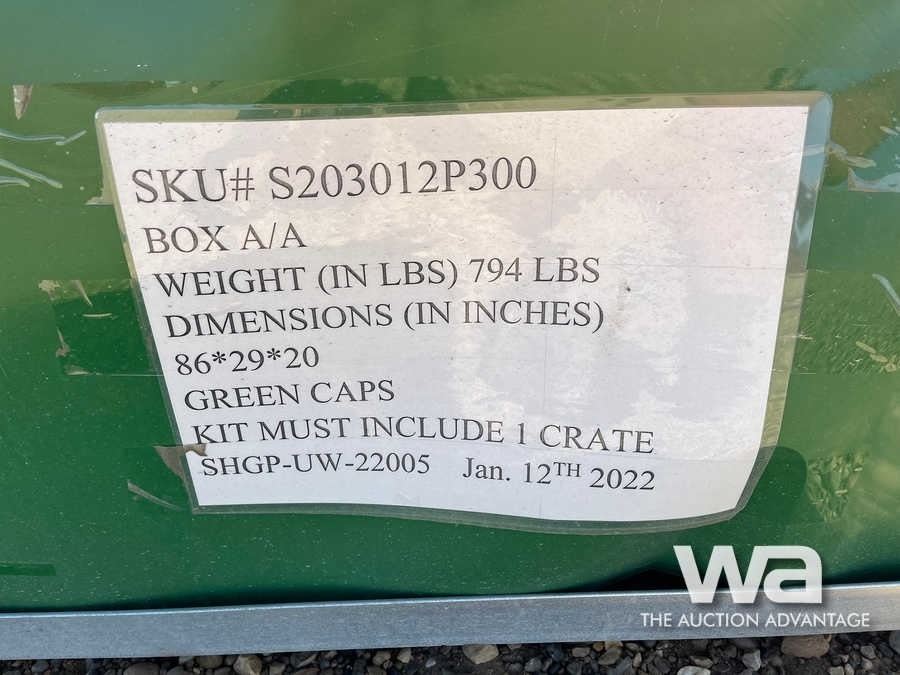 SKU# S203012P300
BOX A/A
WEIGHT (IN LBS) 794 LBS
DIMENSIONS (IN INCHES)
86*29*20
GREEN CAPS
KIT MUST INCLUDE 1 CRATE
SHGP-UW-22005 Jan. 12TH 2022
wa
THE AUCTION ADVANTAGE